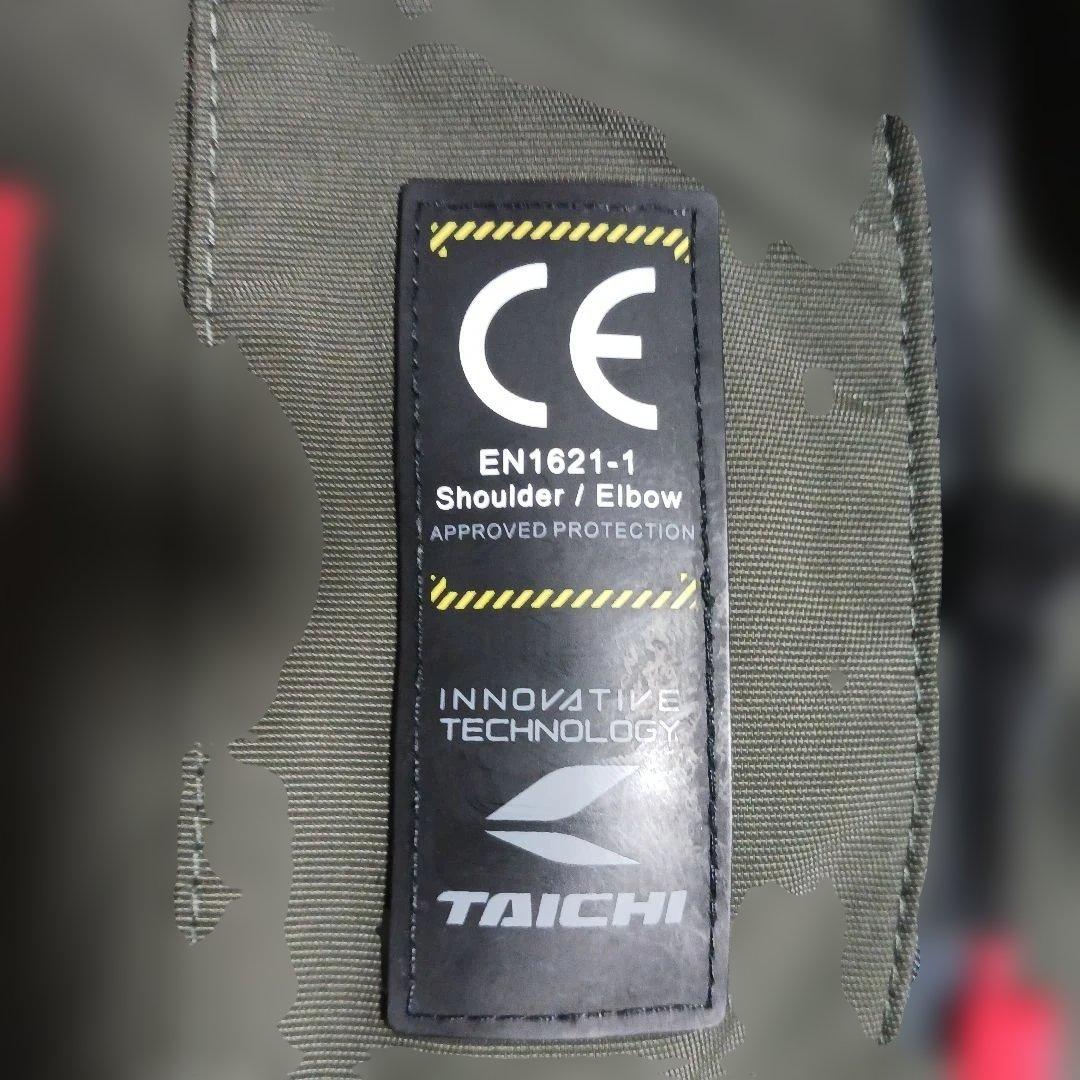 CE
EN1621-1
Shoulder / Elbow
APPROVED PROTECTION
INNOVATIVE
TECHNOLOGY
TAICHI